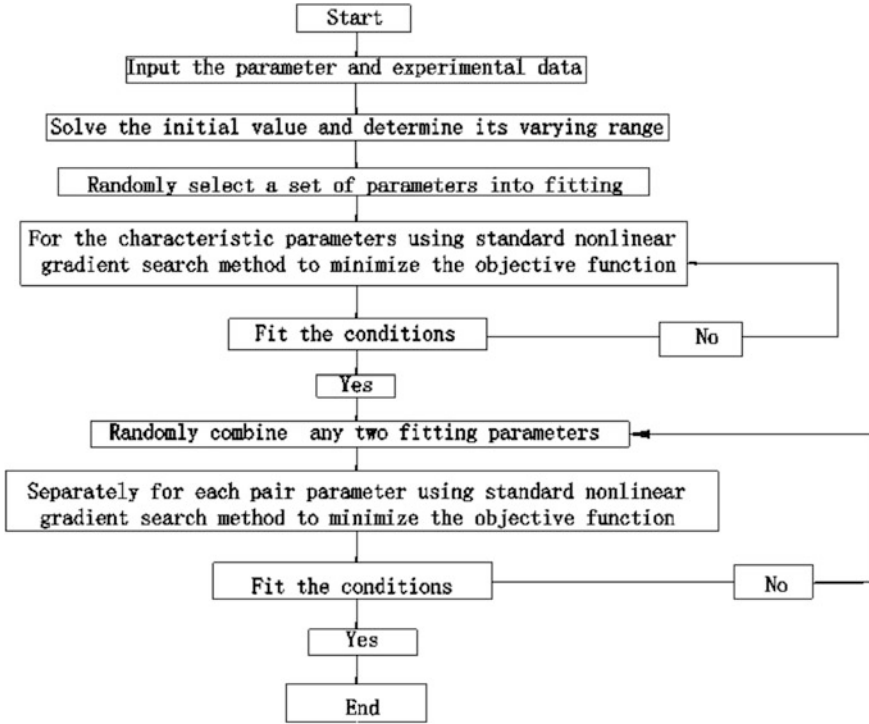 Start
Input the parameter and experimental data
Solve the initial value and determine its varying range
Randomly select a set of parameters into fitting
For the characteristic parameters using standard nonlinear
gradient search method to minimize the objective function
Fit the conditions
No
Yes
Randomly combine any two fitting parameters
Separately for each pair parameter using standard nonlinear
gradient search method to minimize the objective function
Fit the conditions
No
Yes
End